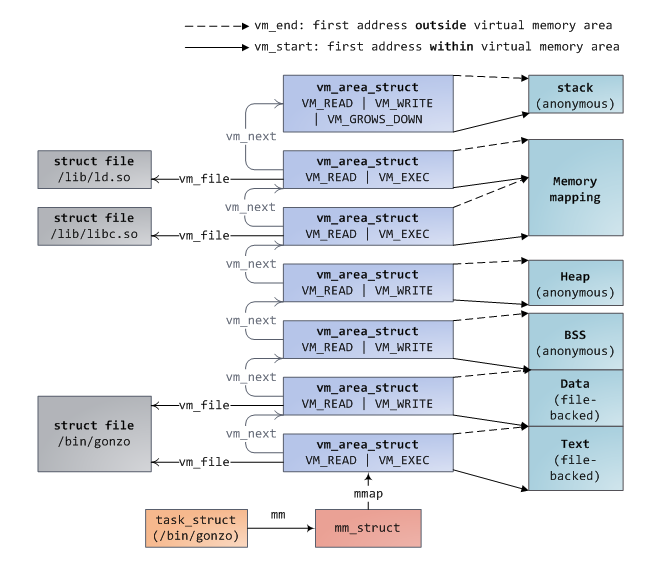 vm_end: first address outside virtual memory area
vm_start: first address within virtual memory area
vm_area_struct
VM_READ | VM_WRITE
| VM_GROWS_DOWN
stack
(anonymous)
vm_next
struct file
/lib/ld.so
vm_file
vm_area_struct
VM_READ | VM_EXEC
Memory
mapping
vm_next
struct file
/lib/libc.so
vm_file
vm_area_struct
VM_READ | VM_EXEC
vm_next
vm_area_struct
VM_READ | VM_WRITE
Heap
(anonymous)
vm_next
vm_area_struct
VM_READ | VM_WRITE
BSS
(anonymous)
vm_next
struct file
/bin/gonzo
vm_file
vm_area_struct
VM_READ | VM_WRITE
Data
(file-
backed)
vm_next
vm_file
vm_area_struct
VM_READ | VM_EXEC
Text
(file-
backed)
mmap
task_struct
(/bin/gonzo)
mm
mm_struct